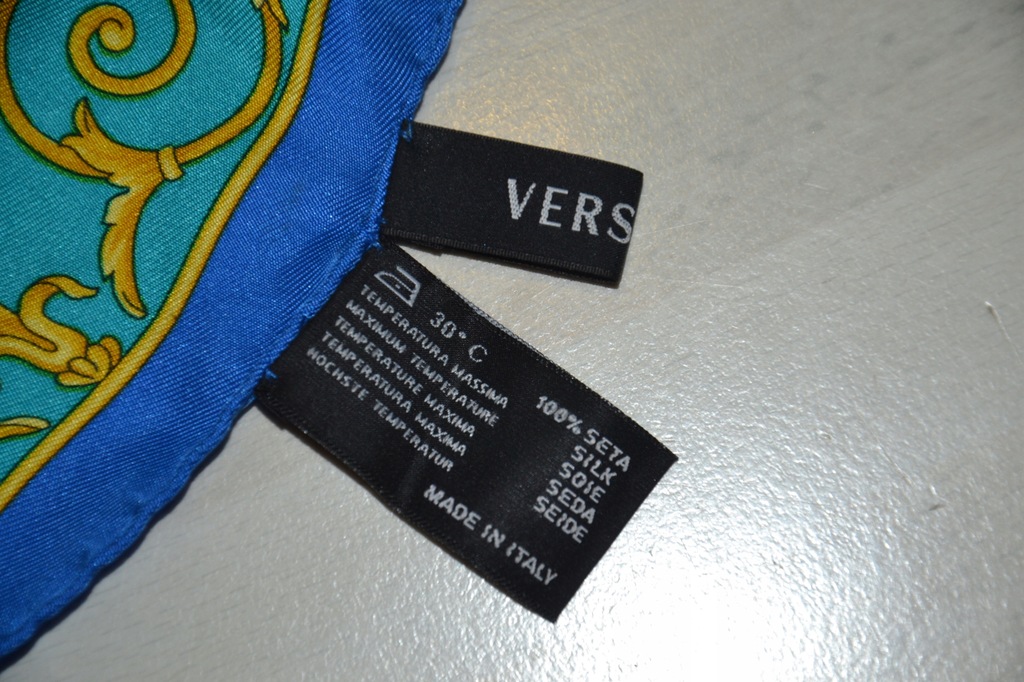 VERS
30° C
TEMPERATURA MASSIMA
MAXIMUM TEMPERATURE
TEMPERATURE MAXIMA
TEMPERATURA MAXIMA
HOCHSTE TEMPERATUR
100% SETA
SILK
SOIE
SEDA
SEIDE
MADE IN ITALY